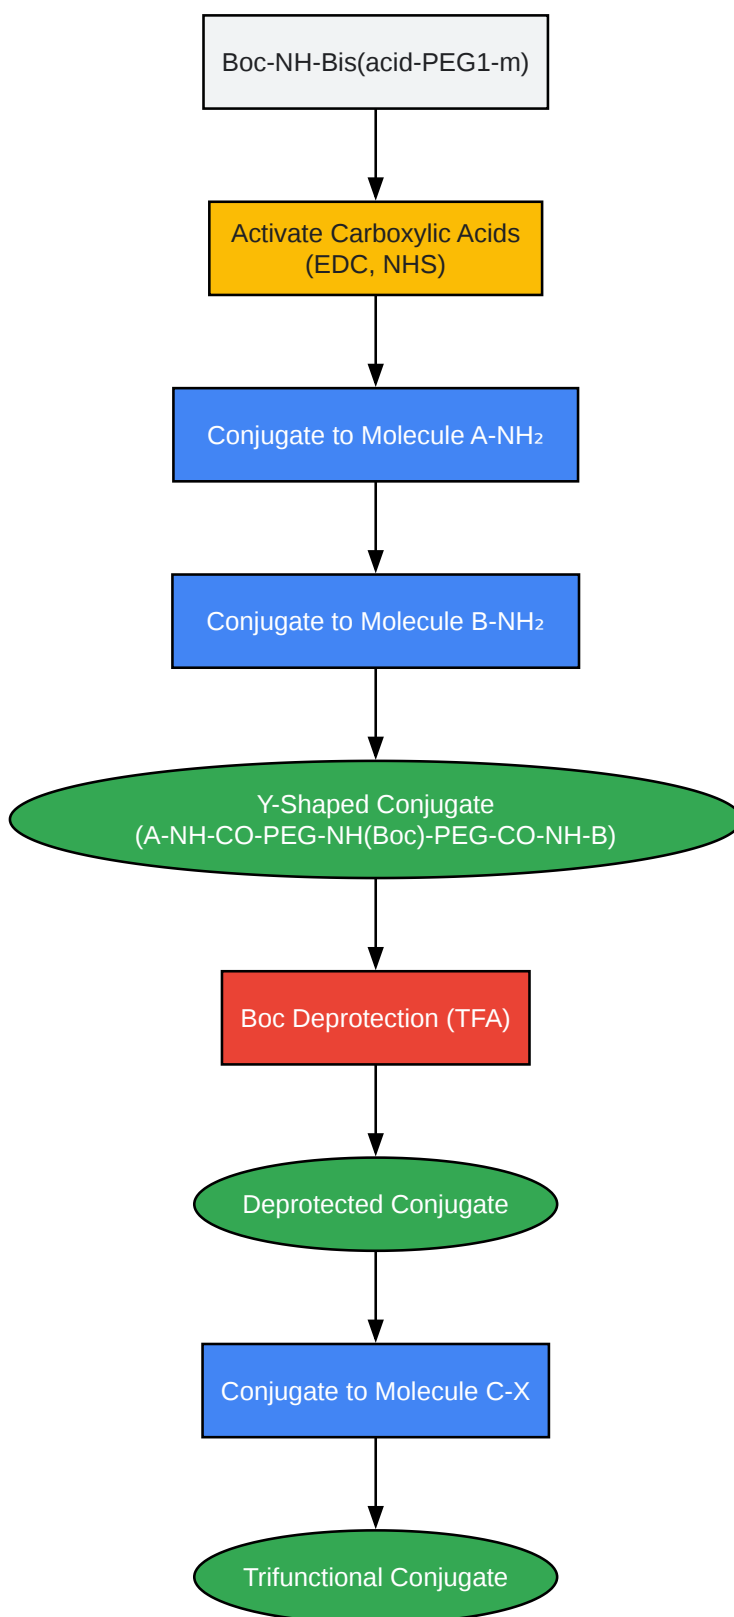 Boc-NH-Bis(acid-PEG1-m)
Activate Carboxylic Acids
(EDC, NHS)
Conjugate to Molecule A-NH₂
Conjugate to Molecule B-NH₂
Y-Shaped Conjugate
(A-NH-CO-PEG-NH(Boc)-PEG-CO-NH-B)
Boc Deprotection (TFA)
Deprotected Conjugate
Conjugate to Molecule C-X
Trifunctional Conjugate